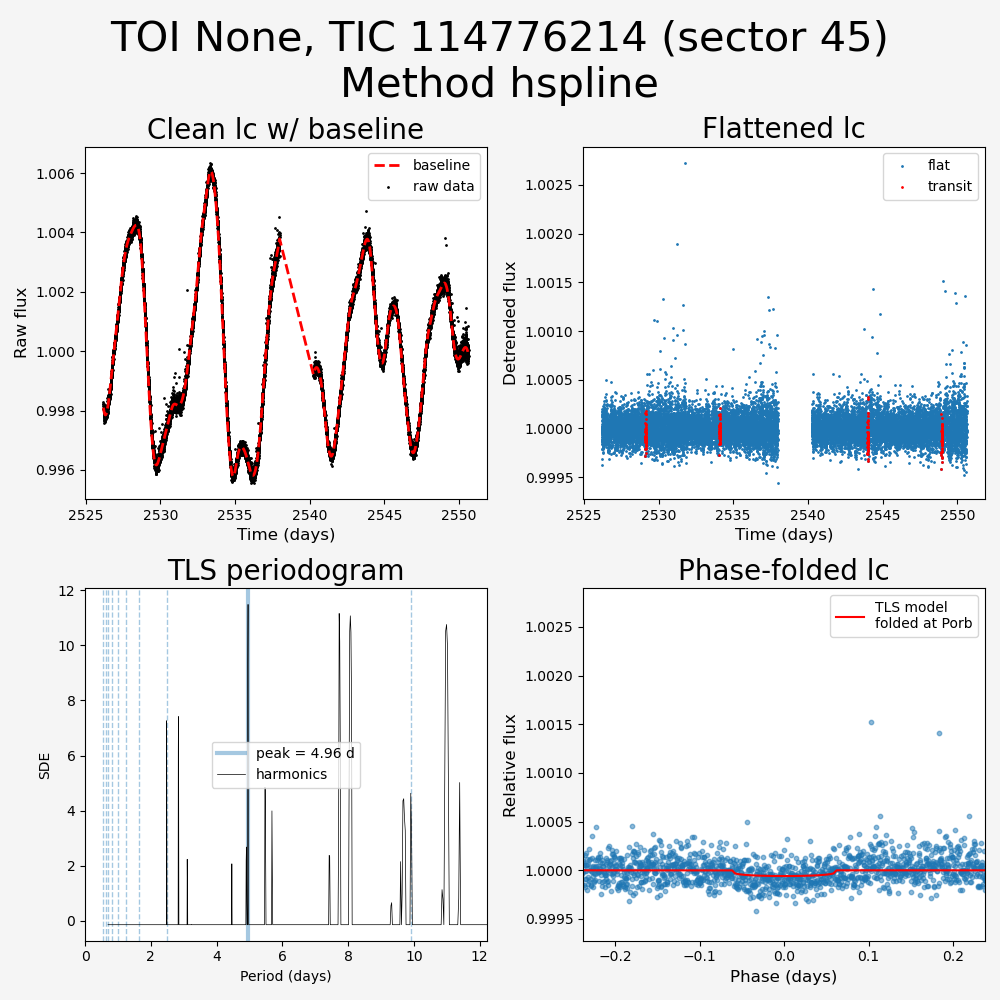 TOI None, TIC 114776214 (sector 45)
Method hspline
Clean lc w/ baseline
baseline
raw data
1.006
1.004
1.002
1.000
0.998
0.996
Raw flux
2525 2530 2535 2540 2545 2550
Time (days)
Flattened lc
flat
transit
1.0025
1.0020
1.0015
1.0010
1.0005
1.0000
0.9995
Detrended flux
2525 2530 2535 2540 2545 2550
Time (days)
TLS periodogram
12
10
8
6
4
2
0
SDE
peak = 4.96 d
harmonics
0 2 4 6 8 10 12
Period (days)
Phase-folded lc
TLS model
folded at Porb
1.0025
1.0020
1.0015
1.0010
1.0005
1.0000
0.9995
Relative flux
−0.2 −0.1 0.0 0.1 0.2
Phase (days)